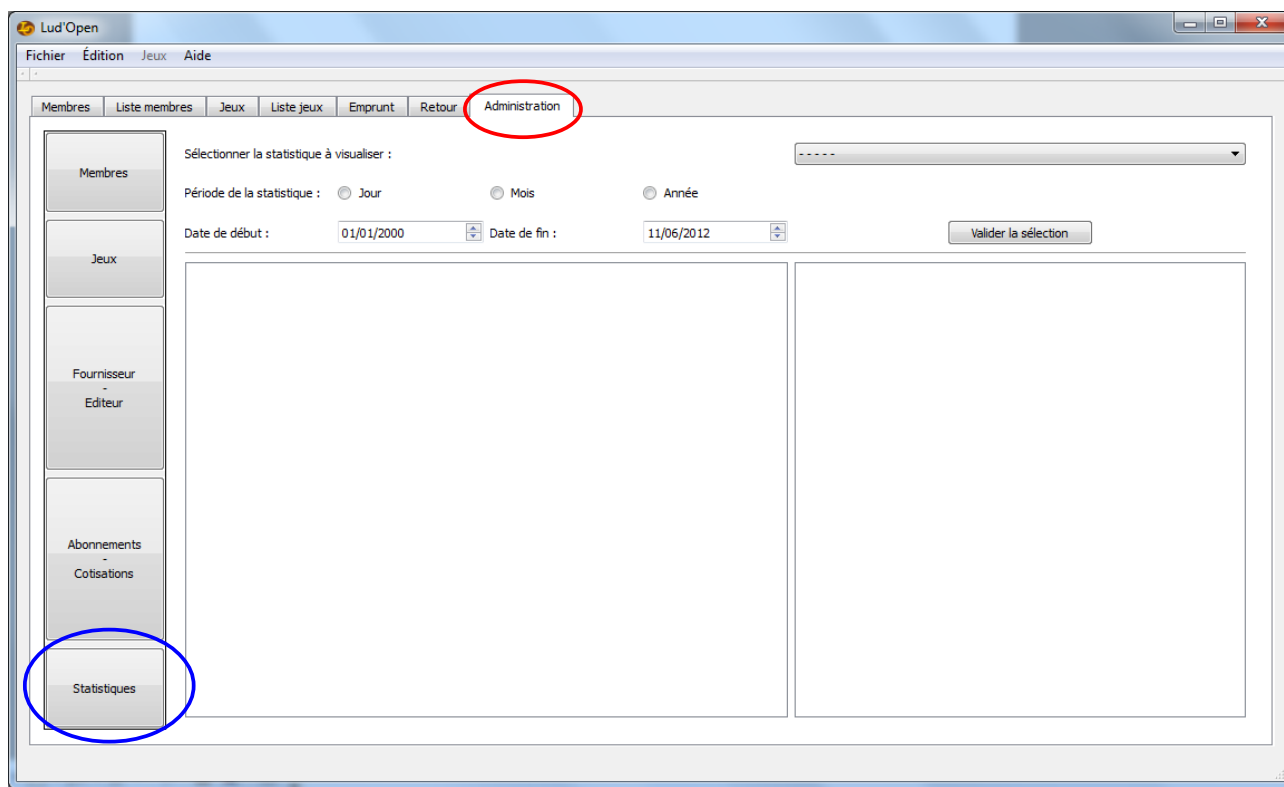 Lud'Open
Fichier Édition Jeux Aide
Membres Liste membres Jeux Liste jeux Emprunt Retour Administration
Membres
Jeux
Fournisseur
-
Editeur
Abonnements
-
Cotisations
Statistiques
Sélectionner la statistique à visualiser : - - - - -
Période de la statistique : Jour Mois Année
Date de début : 01/01/2000 Date de fin : 11/06/2012 Valider la sélection